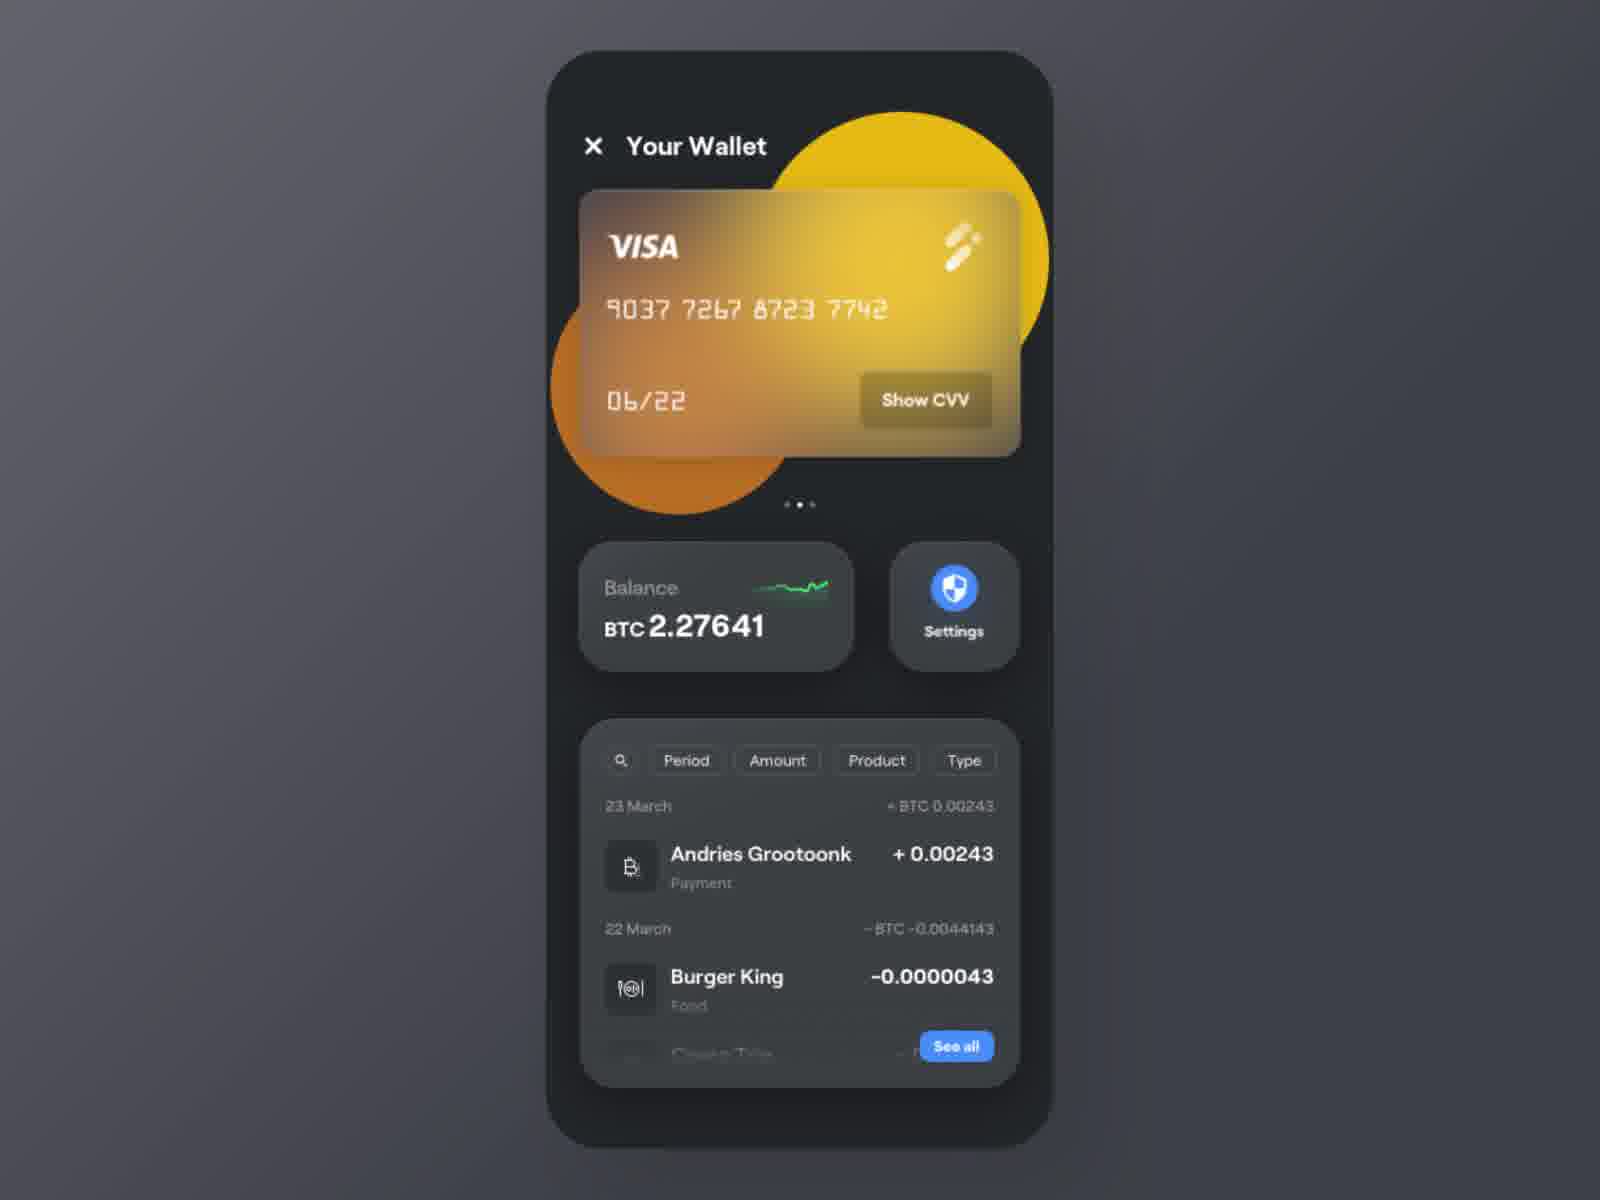 Your Wallet
VISA
9037 7267 8723 7742
06/22
Show CVV
Balance
BTC 2.27641
Settings
Period
Amount
Product
Type
23 March
+ BTC 0.00243
Andries Grootoonk
+ 0.00243
Payment
22 March
- BTC -0.0044143
Burger King
-0.0000043
Food
See all